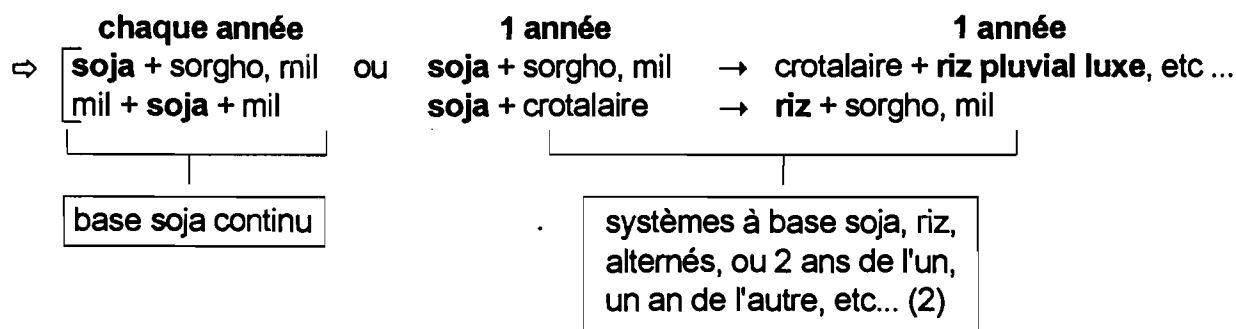 chaque année 1 année 1 année
⇨ soja + sorgho, mil ou soja + sorgho, mil → crotalaire + riz pluvial luxe, etc ...
mil + soja + mil soja + crotalaire → riz + sorgho, mil
base soja continu
systèmes à base soja, riz,
alternés, ou 2 ans de l'un,
un an de l'autre, etc... (2)